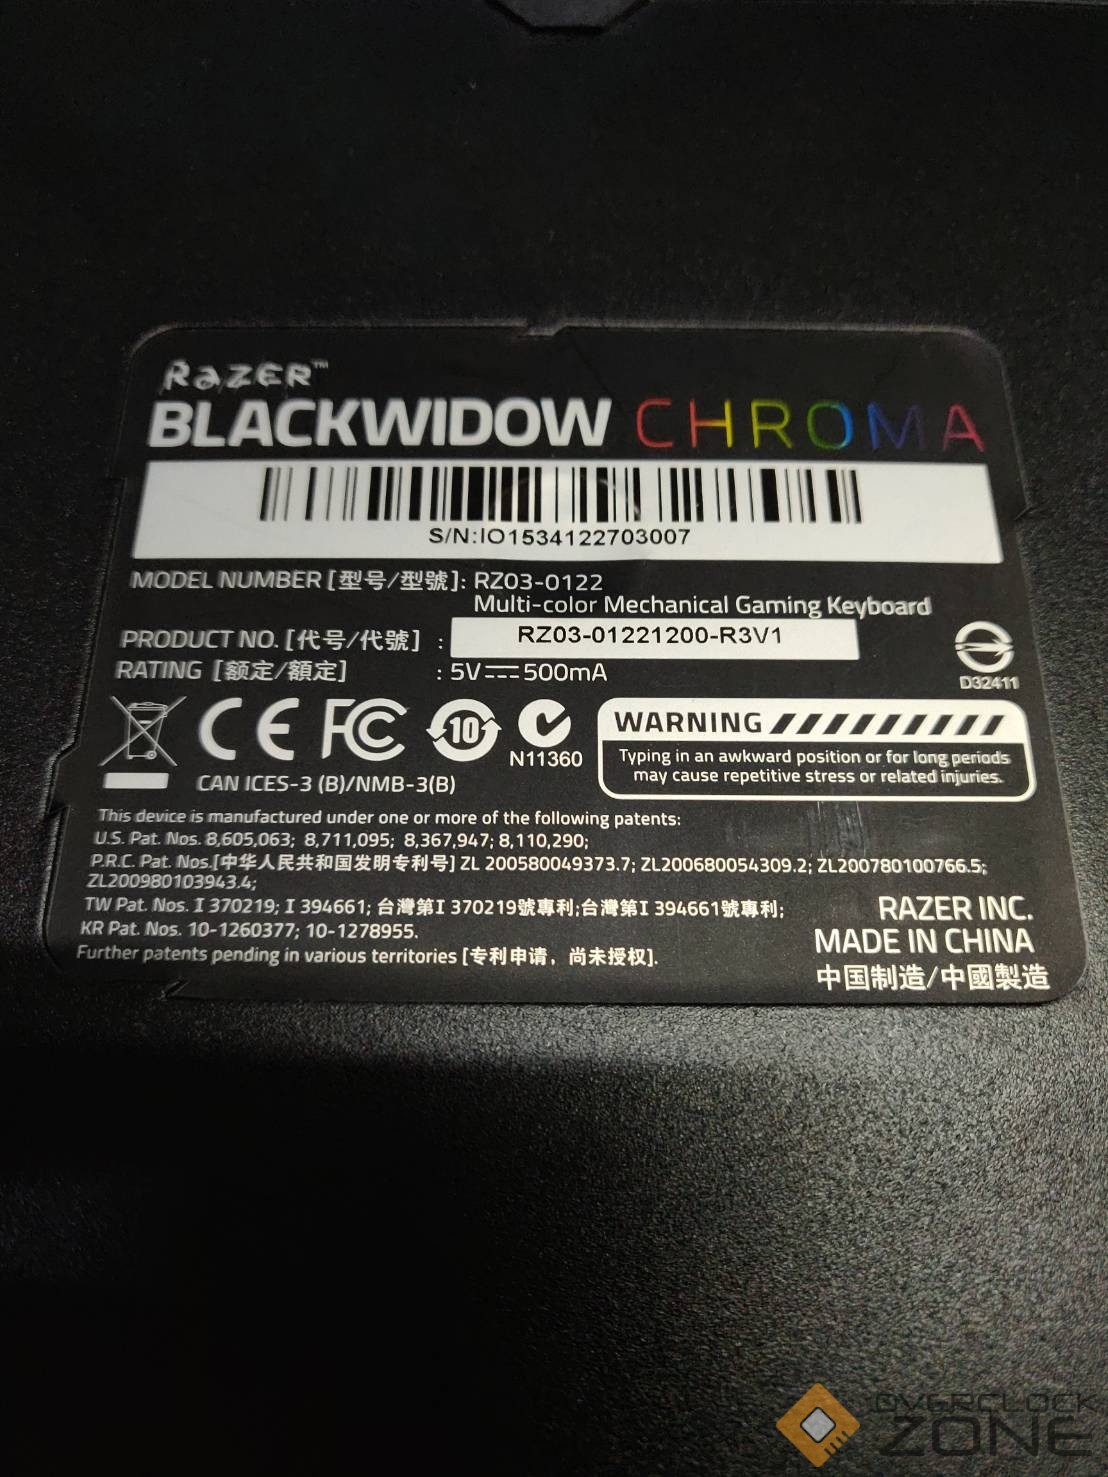 RAZER™
BLACKWIDOW CHROMA
S/N:IO1534122703007
MODEL NUMBER [型号/型號]: RZ03-0122
Multi-color Mechanical Gaming Keyboard
PRODUCT NO. [代号/代號] : RZ03-01221200-R3V1
RATING [额定/額定] : 5V⎓500mA
D32411
CE FC 10 N11360
CAN ICES-3 (B)/NMB-3(B)
WARNING
Typing in an awkward position or for long periods
may cause repetitive stress or related injuries.
This device is manufactured under one or more of the following patents:
U.S. Pat. Nos. 8,605,063; 8,711,095; 8,367,947; 8,110,290;
P.R.C. Pat. Nos.[中华人民共和国发明专利号] ZL 200580049373.7; ZL200680054309.2; ZL200780100766.5;
ZL200980103943.4;
TW Pat. Nos. I 370219; I 394661; 台灣第I 370219號專利;台灣第I 394661號專利;
KR Pat. Nos. 10-1260377; 10-1278955.
Further patents pending in various territories [专利申请，尚未授权].
RAZER INC.
MADE IN CHINA
中国制造/中國製造
OVERCLOCK
ZONE